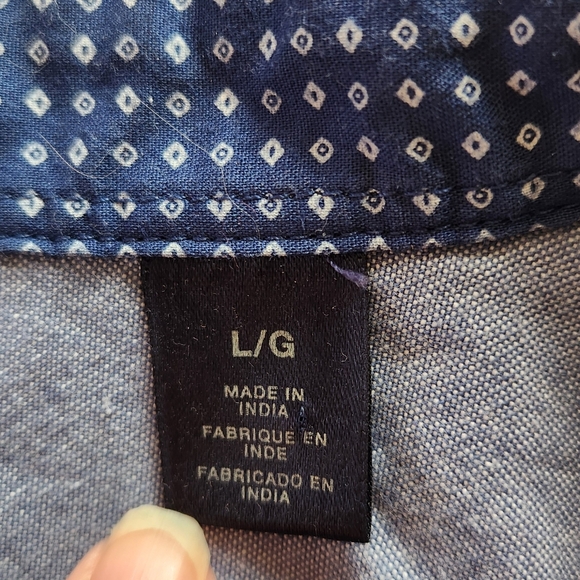 L/G
MADE IN
INDIA
FABRIQUE EN
INDE
FABRICADO EN
INDIA